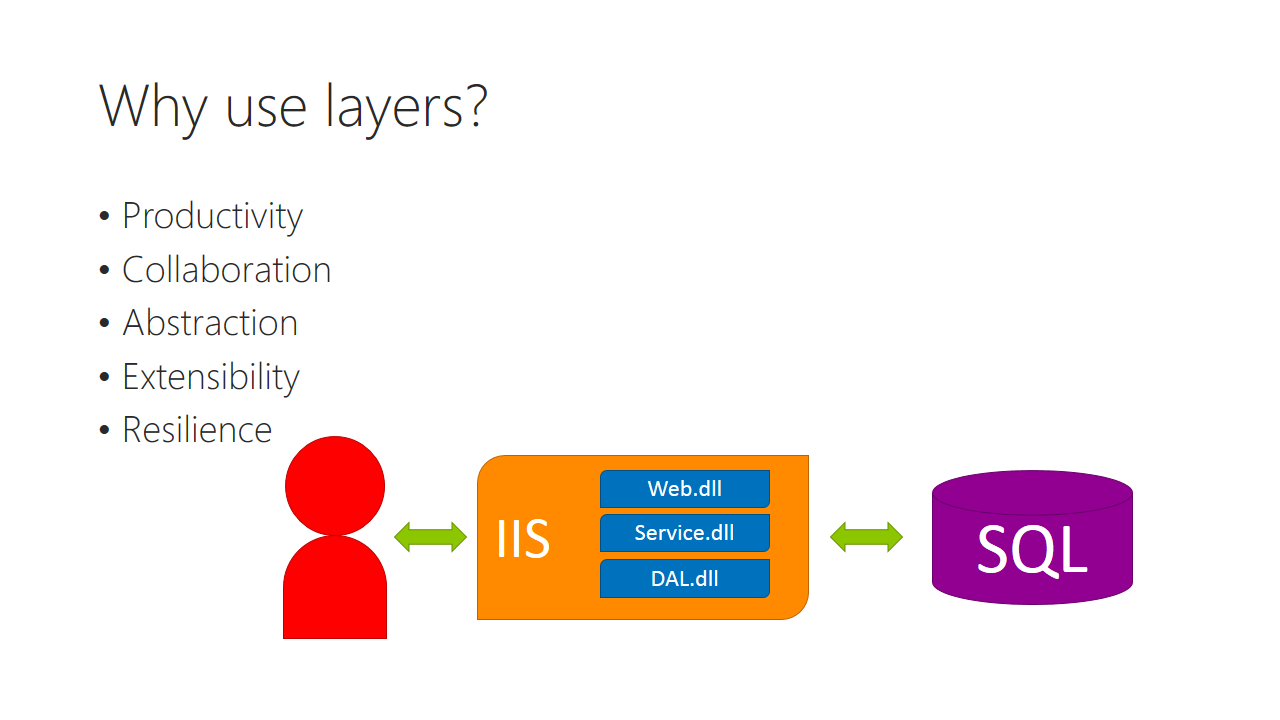 Why use layers?
• Productivity
• Collaboration
• Abstraction
• Extensibility
• Resilience
IIS
Web.dll
Service.dll
DAL.dll
SQL